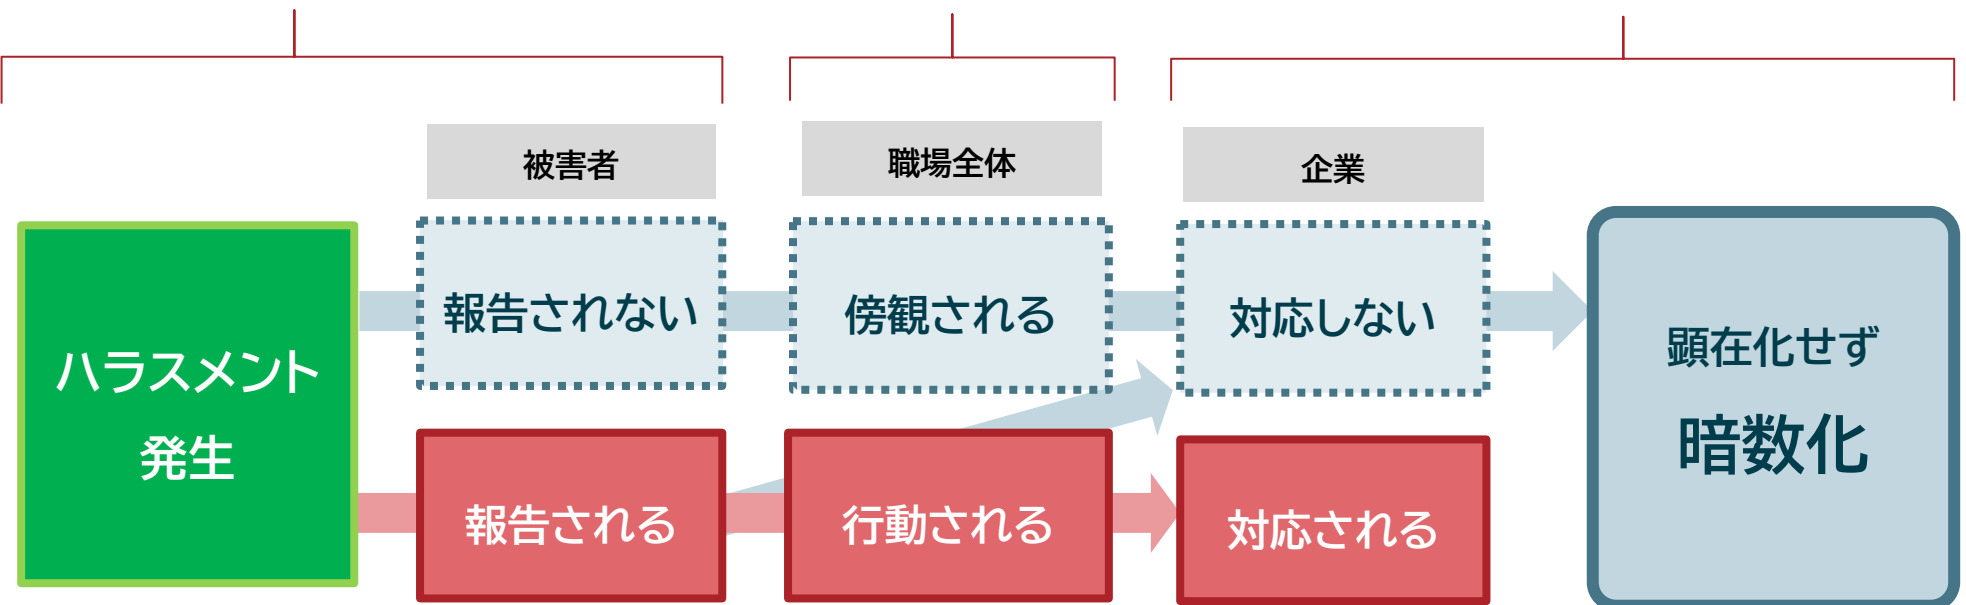 被害者
職場全体
企業
ハラスメント
発生
報告されない
傍観される
対応しない
顕在化せず
暗数化
報告される
行動される
対応される